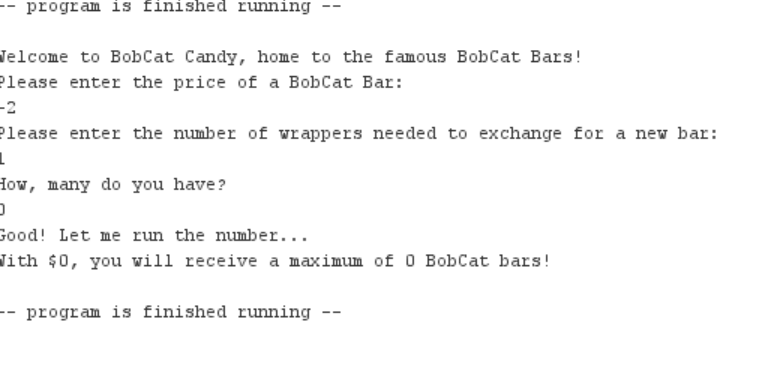 -- program is finished running --
Welcome to BobCat Candy, home to the famous BobCat Bars!
Please enter the price of a BobCat Bar:
-2
Please enter the number of wrappers needed to exchange for a new bar:
1
How, many do you have?
0
Good! Let me run the number...
With $0, you will receive a maximum of 0 BobCat bars!
-- program is finished running --